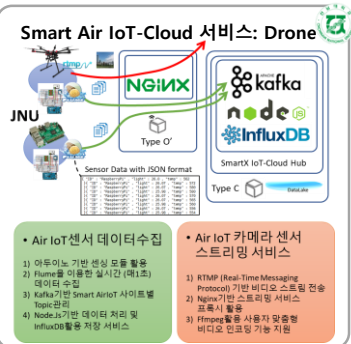 Smart Air IoT-Cloud 서비스: Drone
rtmp
NGINX
APACHE
kafka
node
JS
InfluxDB
JNU
Type O'
SmartX IoT-Cloud Hub
Type C
DataLake
Sensor Data with JSON format
• Air IoT센서 데이터수집
1) 아두이노 기반 센싱 모듈 활용
2) Flume을 이용한 실시간 (매1초)
데이터 수집
3) Kafka기반 Smart AirIoT 사이트별
Topic관리
4) NodeJs기반 데이터 처리 및
InfluxDB활용 저장 서비스
• Air IoT 카메라 센서
스트리밍 서비스
1) RTMP (Real-Time Messaging
Protocol) 기반 비디오 스트림 전송
2) Nginx기반 스트리밍 서비스
프록시 활용
3) Ffmpeg활용 사용자 맞춤형
비디오 인코딩 기능 지원